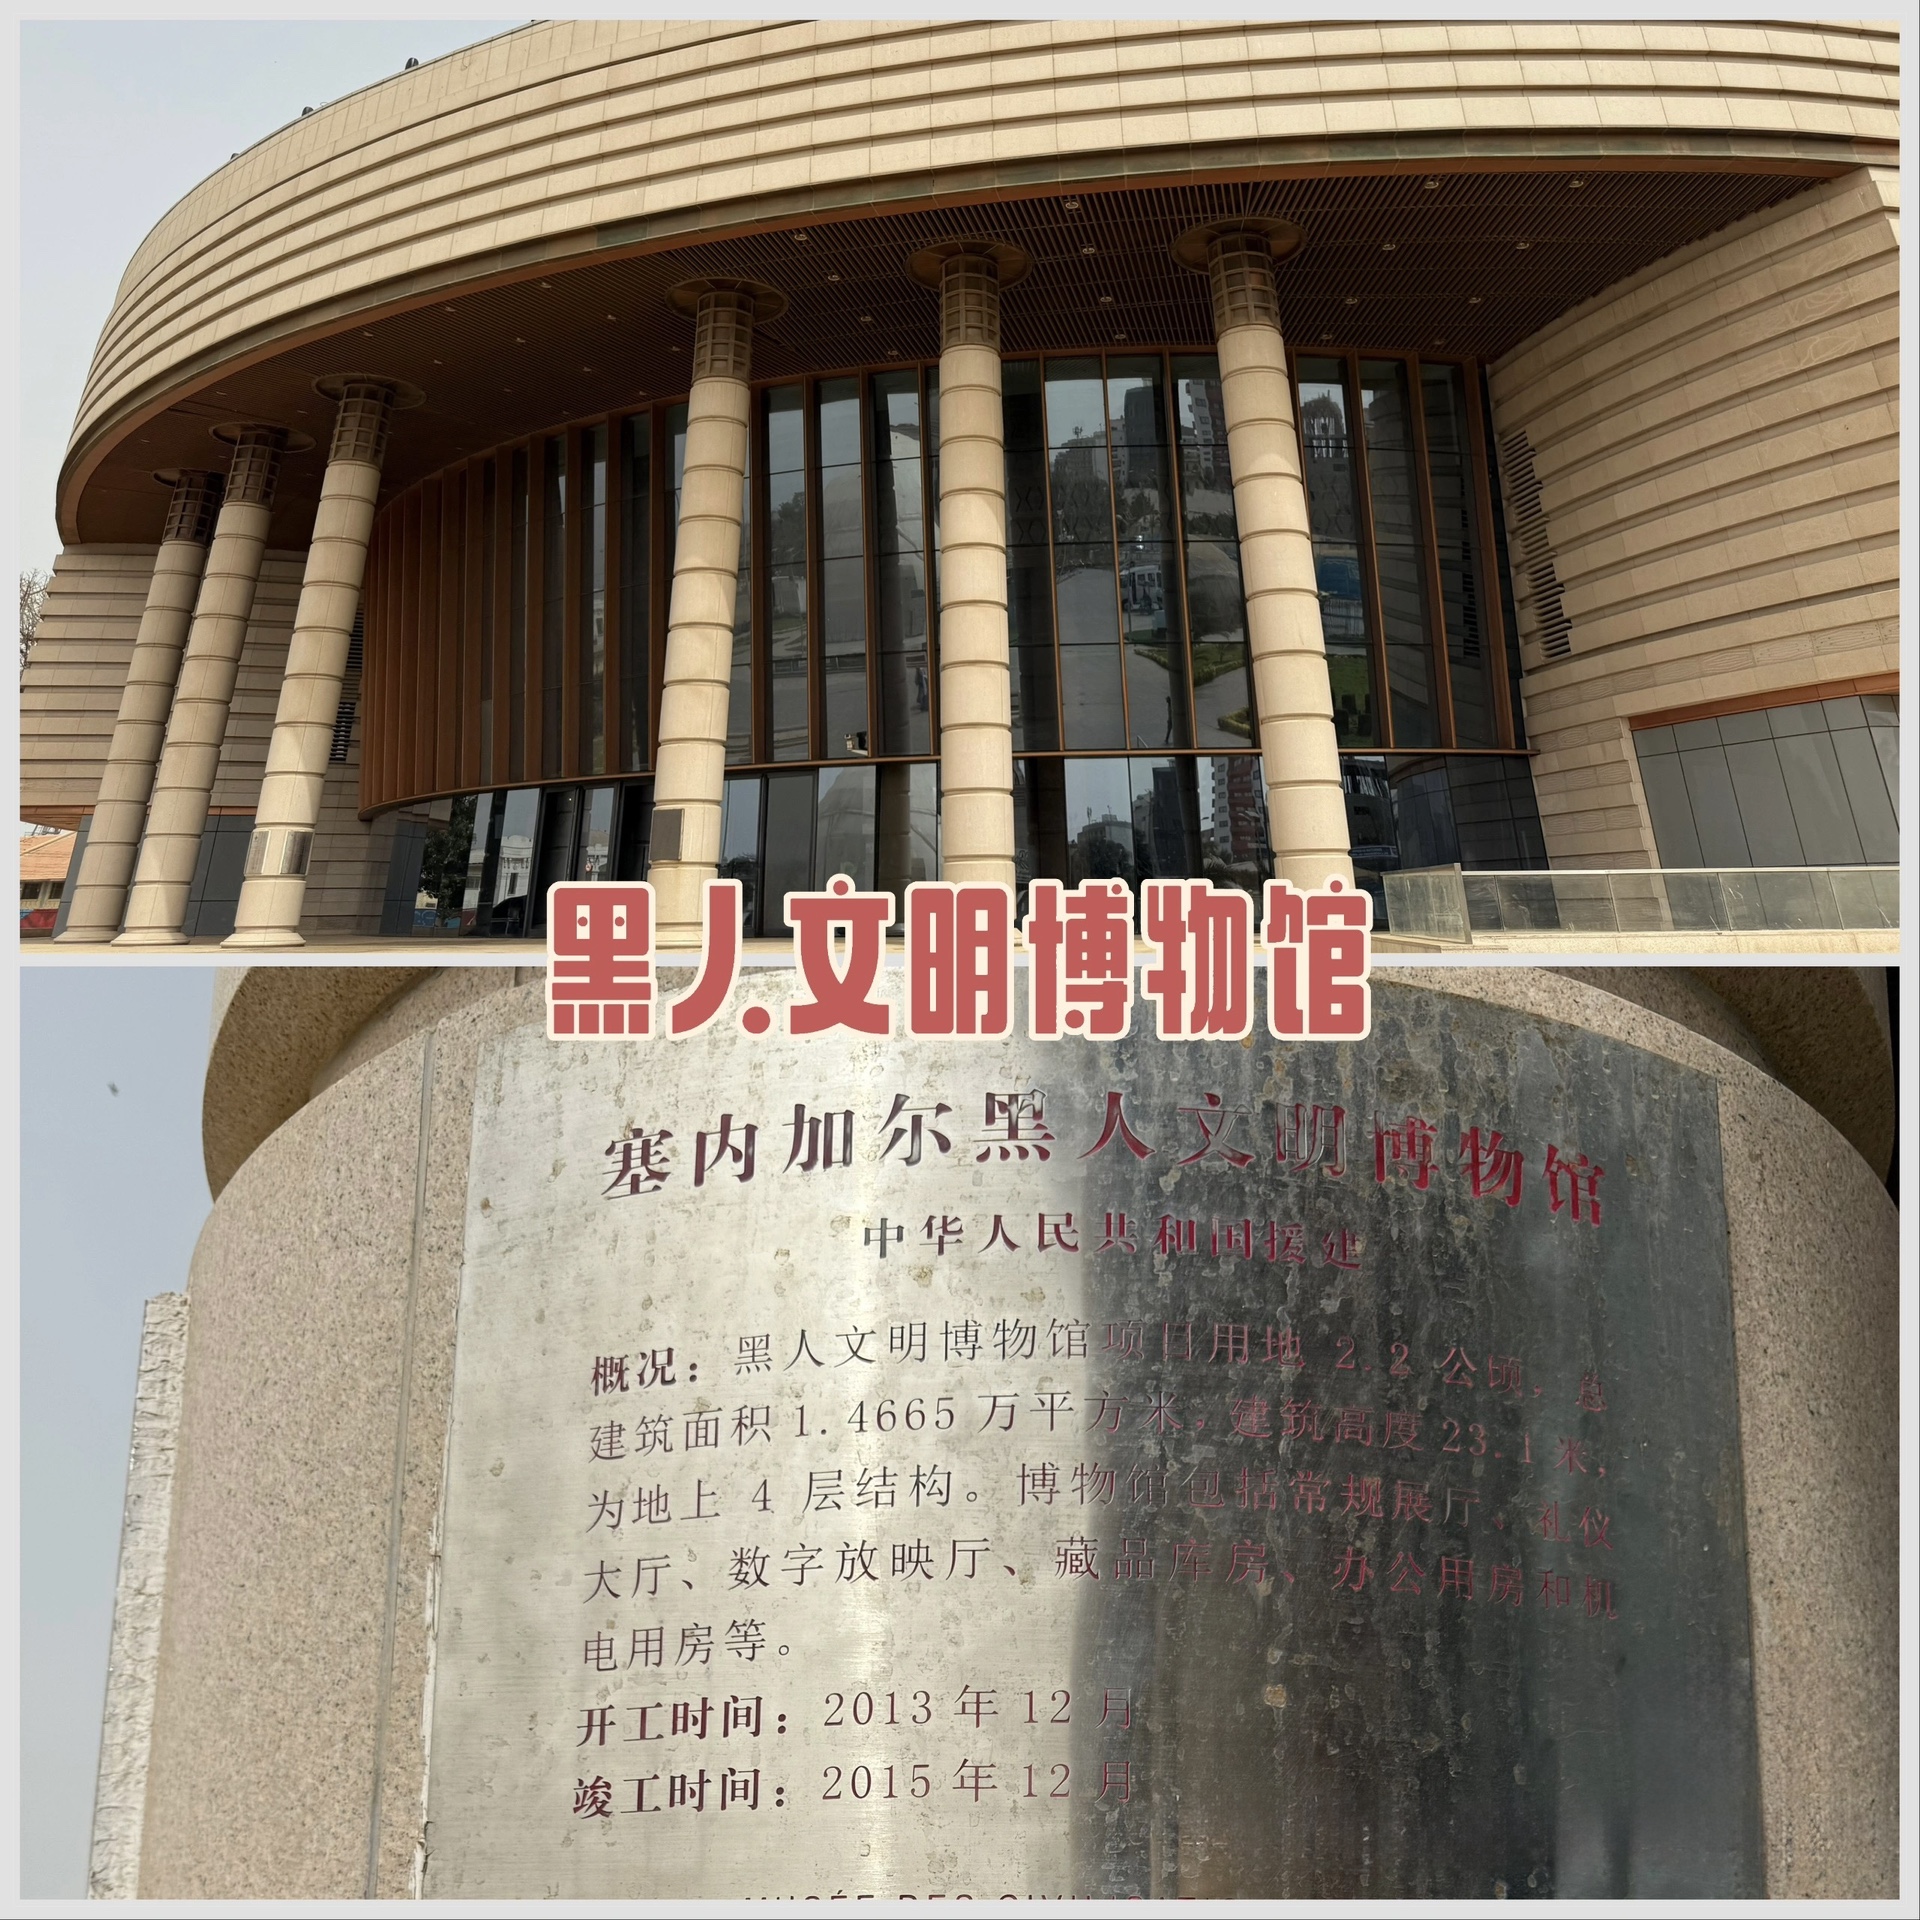 黑人文明博物馆
塞内加尔黑人文明博物馆
中华人民共和国援建
概况：黑人文明博物馆项目用地 2.2 公顷，总
建筑面积 1.4665 万平方米，建筑高度 23.1 米，
为地上 4 层结构。博物馆包括常规展厅、礼仪
大厅、数字放映厅、藏品库房、办公用房和机
电用房等。
开工时间：2013 年 12 月
竣工时间：2015 年 12 月
MUSÉE DES